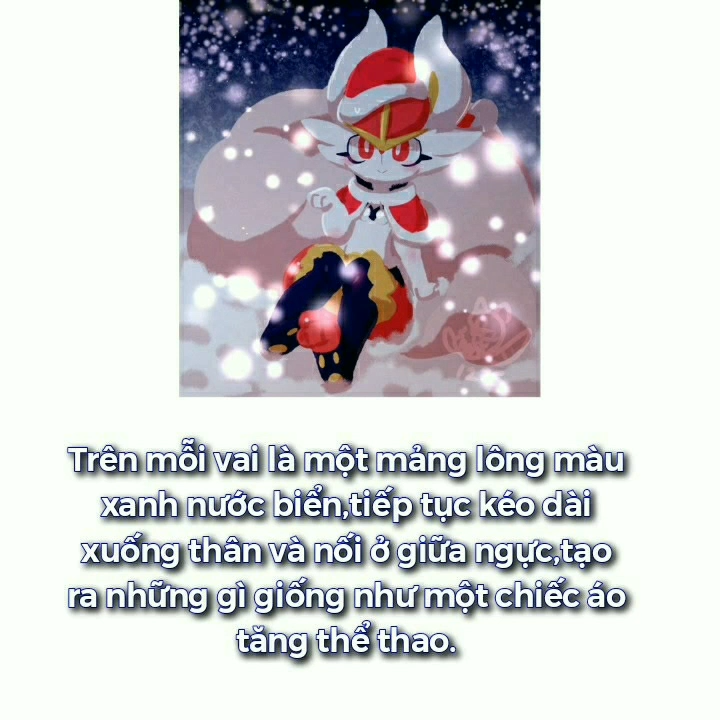 Trên mỗi vai là một mảng lông màu
xanh nước biển,tiếp tục kéo dài
xuống thân và nối ở giữa ngực,tạo
ra những gì giống như một chiếc áo
tăng thể thao.